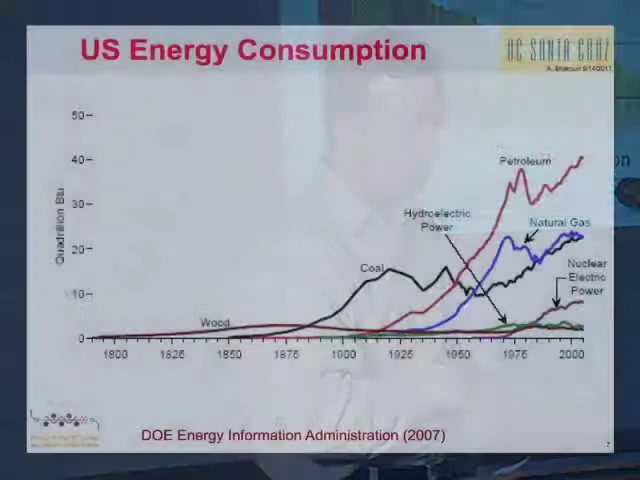 US Energy Consumption
UC SANTA CRUZ
50
40
30
20
10
0
Quadrillion Btu
Petroleum
Hydroelectric
Power
Natural Gas
Coal
Nuclear
Electric
Power
Wood
1800
1825
1850
1875
1900
1925
1950
1975
2000
DOE Energy Information Administration (2007)